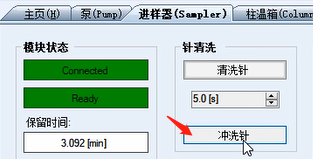 主页(H) 泵(Pump) 进样器(Sampler) 柱温箱(Column
模块状态
Connected
Ready
保留时间:
3.092 [min]
针清洗
清洗针
5.0 [s]
冲洗针